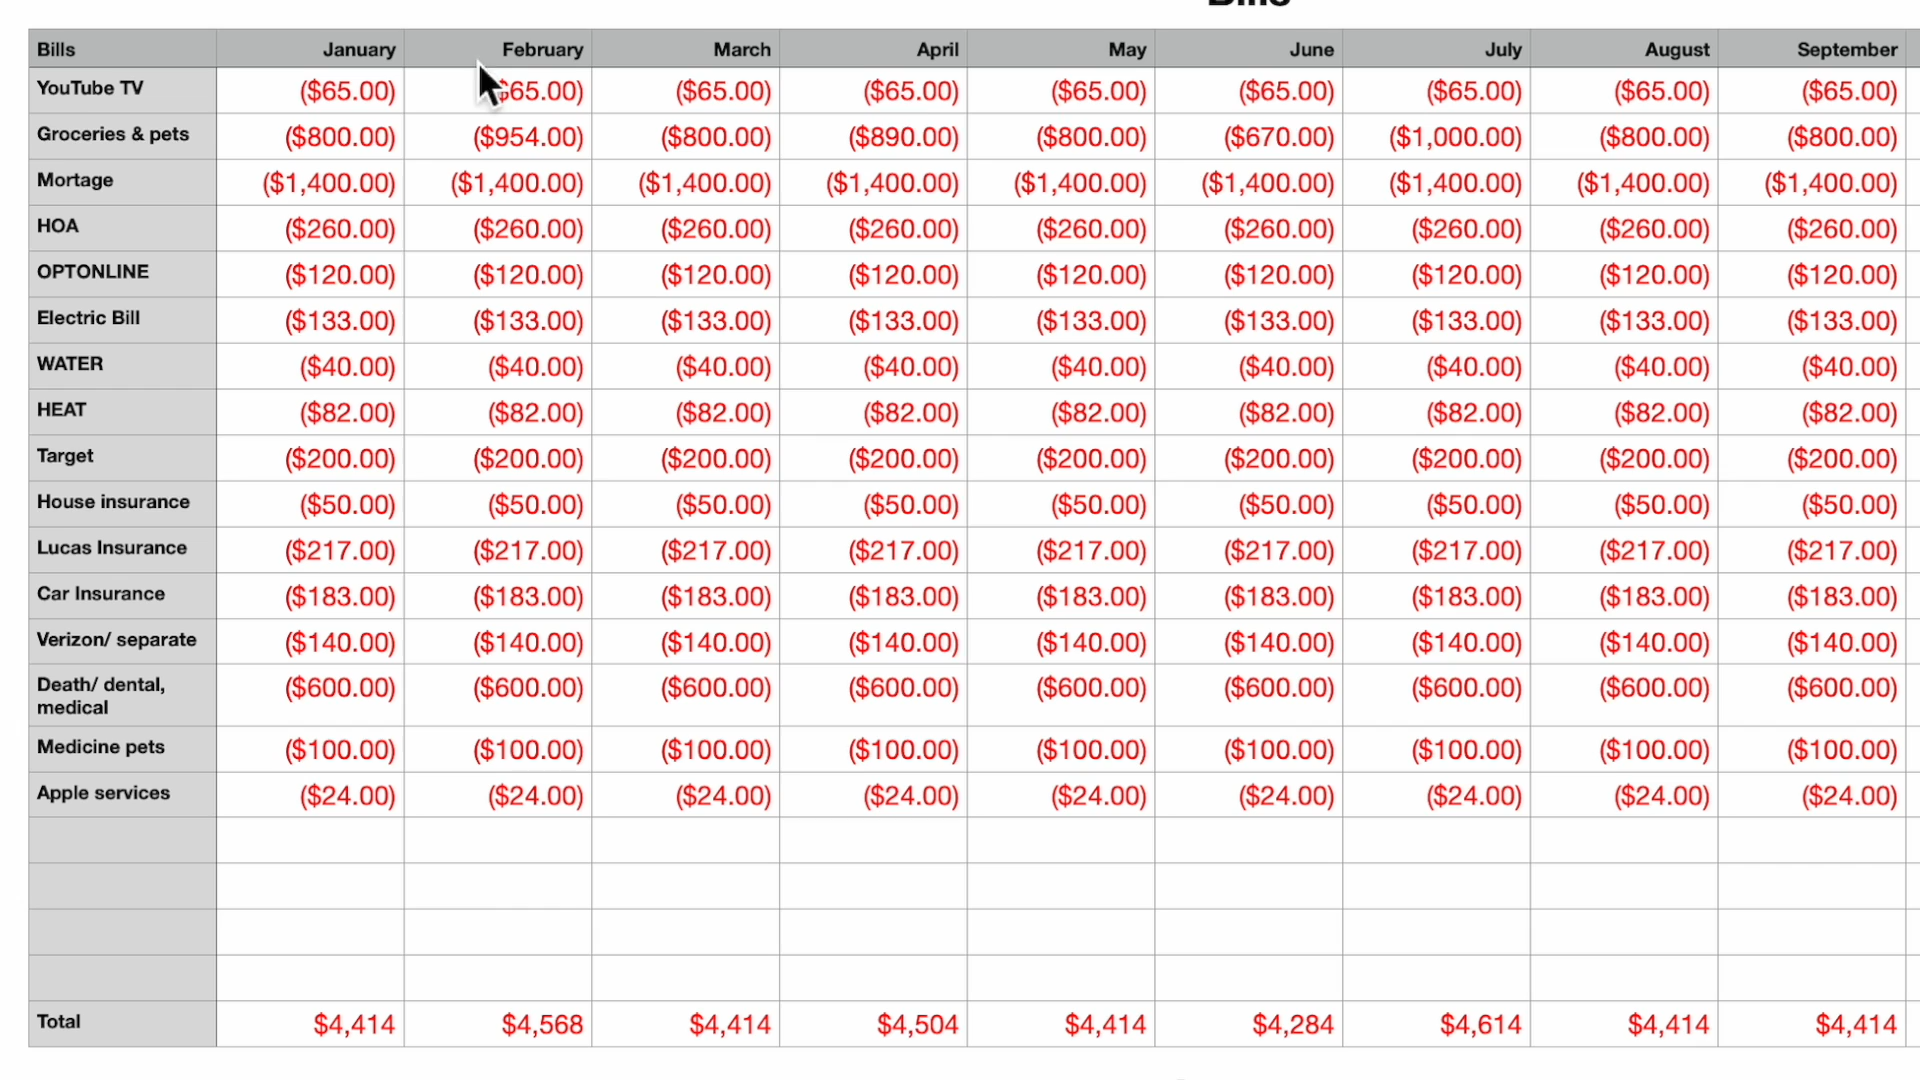 Bills
Bills January February March April May June July August September
YouTube TV ($65.00) $65.00) ($65.00) ($65.00) ($65.00) ($65.00) ($65.00) ($65.00) ($65.00)
Groceries & pets ($800.00) ($954.00) ($800.00) ($890.00) ($800.00) ($670.00) ($1,000.00) ($800.00) ($800.00)
Mortage ($1,400.00) ($1,400.00) ($1,400.00) ($1,400.00) ($1,400.00) ($1,400.00) ($1,400.00) ($1,400.00) ($1,400.00)
HOA ($260.00) ($260.00) ($260.00) ($260.00) ($260.00) ($260.00) ($260.00) ($260.00) ($260.00)
OPTONLINE ($120.00) ($120.00) ($120.00) ($120.00) ($120.00) ($120.00) ($120.00) ($120.00) ($120.00)
Electric Bill ($133.00) ($133.00) ($133.00) ($133.00) ($133.00) ($133.00) ($133.00) ($133.00) ($133.00)
WATER ($40.00) ($40.00) ($40.00) ($40.00) ($40.00) ($40.00) ($40.00) ($40.00) ($40.00)
HEAT ($82.00) ($82.00) ($82.00) ($82.00) ($82.00) ($82.00) ($82.00) ($82.00) ($82.00)
Target ($200.00) ($200.00) ($200.00) ($200.00) ($200.00) ($200.00) ($200.00) ($200.00) ($200.00)
House insurance ($50.00) ($50.00) ($50.00) ($50.00) ($50.00) ($50.00) ($50.00) ($50.00) ($50.00)
Lucas Insurance ($217.00) ($217.00) ($217.00) ($217.00) ($217.00) ($217.00) ($217.00) ($217.00) ($217.00)
Car Insurance ($183.00) ($183.00) ($183.00) ($183.00) ($183.00) ($183.00) ($183.00) ($183.00) ($183.00)
Verizon/ separate ($140.00) ($140.00) ($140.00) ($140.00) ($140.00) ($140.00) ($140.00) ($140.00) ($140.00)
Death/ dental, ($600.00) ($600.00) ($600.00) ($600.00) ($600.00) ($600.00) ($600.00) ($600.00) ($600.00)
medical
Medicine pets ($100.00) ($100.00) ($100.00) ($100.00) ($100.00) ($100.00) ($100.00) ($100.00) ($100.00)
Apple services ($24.00) ($24.00) ($24.00) ($24.00) ($24.00) ($24.00) ($24.00) ($24.00) ($24.00)
Total $4,414 $4,568 $4,414 $4,504 $4,414 $4,284 $4,614 $4,414 $4,414